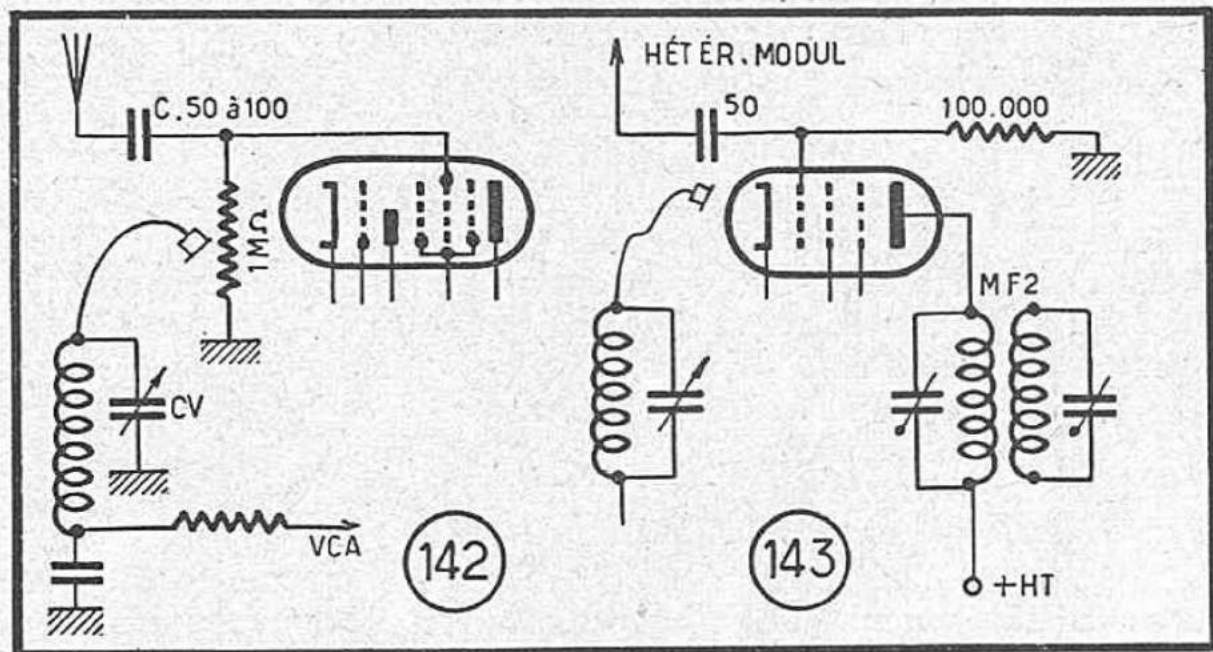 C.50 à 100
1MΩ
CV
VCA
142
HÉTÉR.MODUL
50
100.000
MF2
+HT
143